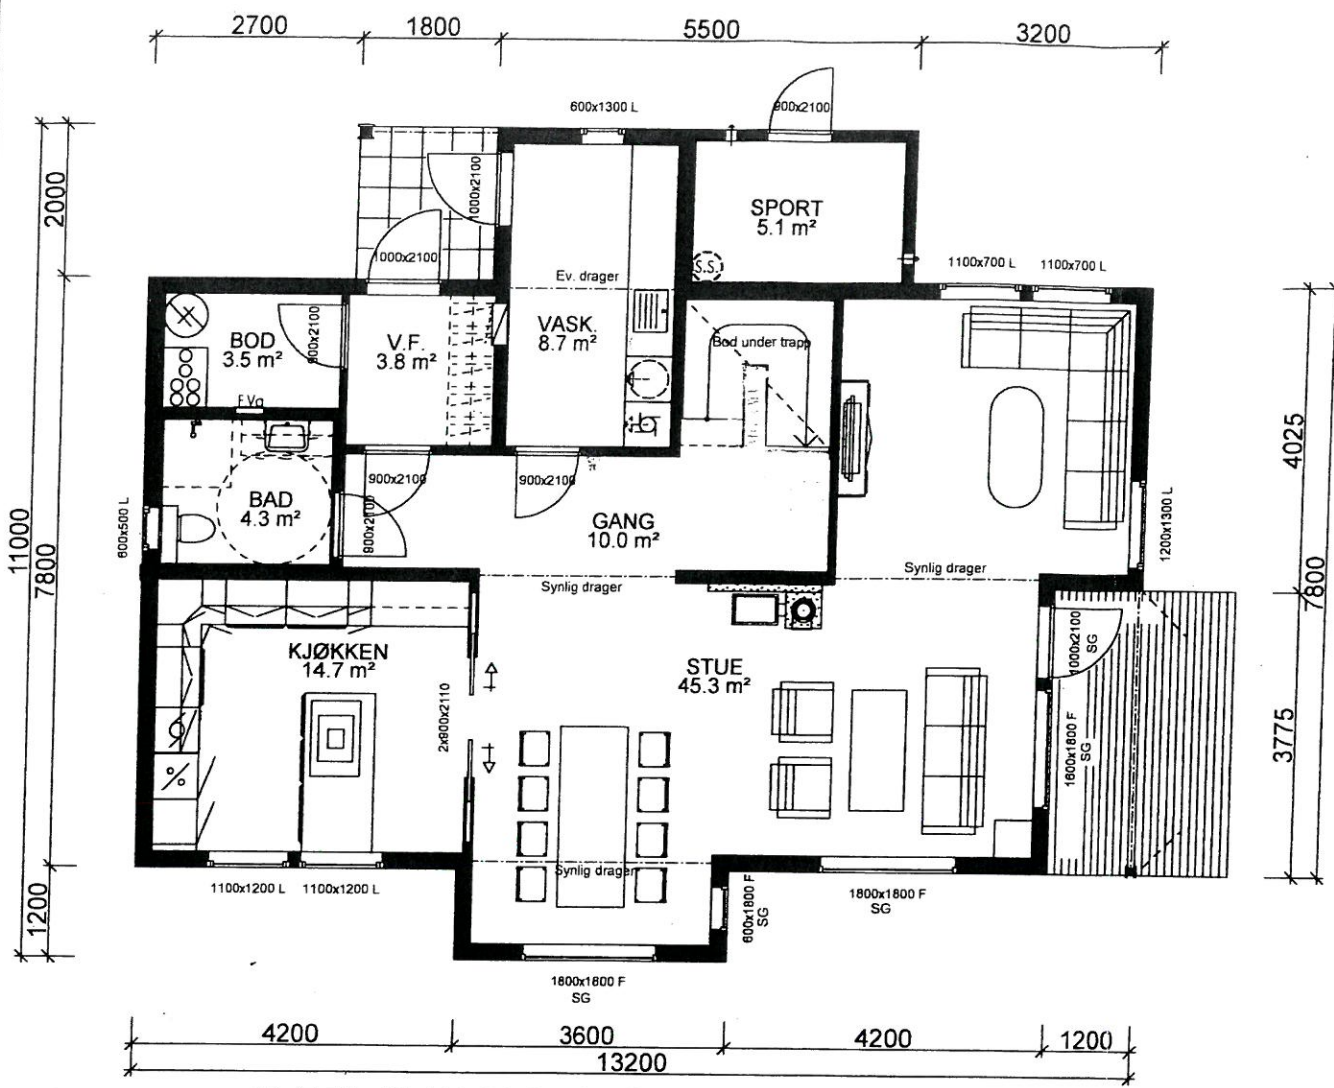 2700
1800
5500
3200
600x1300 L
900x2100
2000
1000x2100
SPORT
5.1 m²
1000x2100
S.S.
Ev. drager
1100x700 L
1100x700 L
BOD
3.5 m²
900x2100
V.F.
3.8 m²
VASK.
8.7 m²
Bod under trapp
F.Vg
4025
900x2100
900x2100
BAD
4.3 m²
900x2100
GANG
10.0 m²
600x500 L
1200x1300 L
11000
7800
Synlig drager
Synlig drager
7800
KJØKKEN
14.7 m²
STUE
45.3 m²
1000x2100
SG
2x900x2110
1600x1800 F
SG
3775
Synlig drager
1100x1200 L
1100x1200 L
600x1800 F
SG
1800x1800 F
SG
1200
1800x1800 F
SG
4200
3600
4200
1200
13200